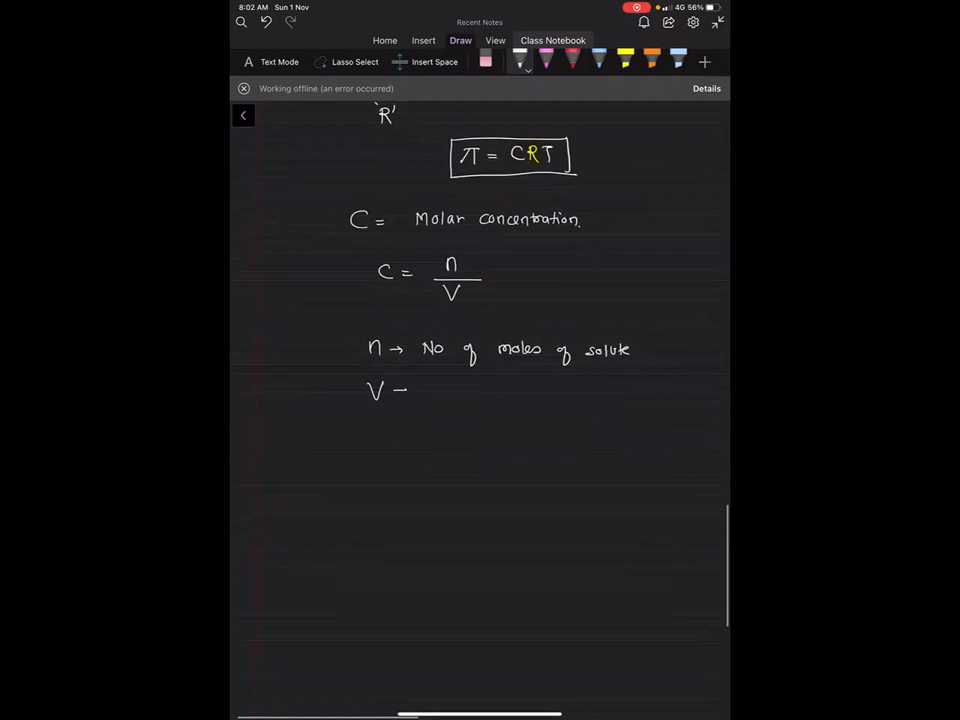 8:02 AM Sun 1 Nov
4G 56%
Recent Notes
Home Insert Draw View Class Notebook
A Text Mode Lasso Select Insert Space
Working offline (an error occurred) Details
'R'
π = CRT
C = Molar concentration.
C = n
V
n → No of moles of solute
V –